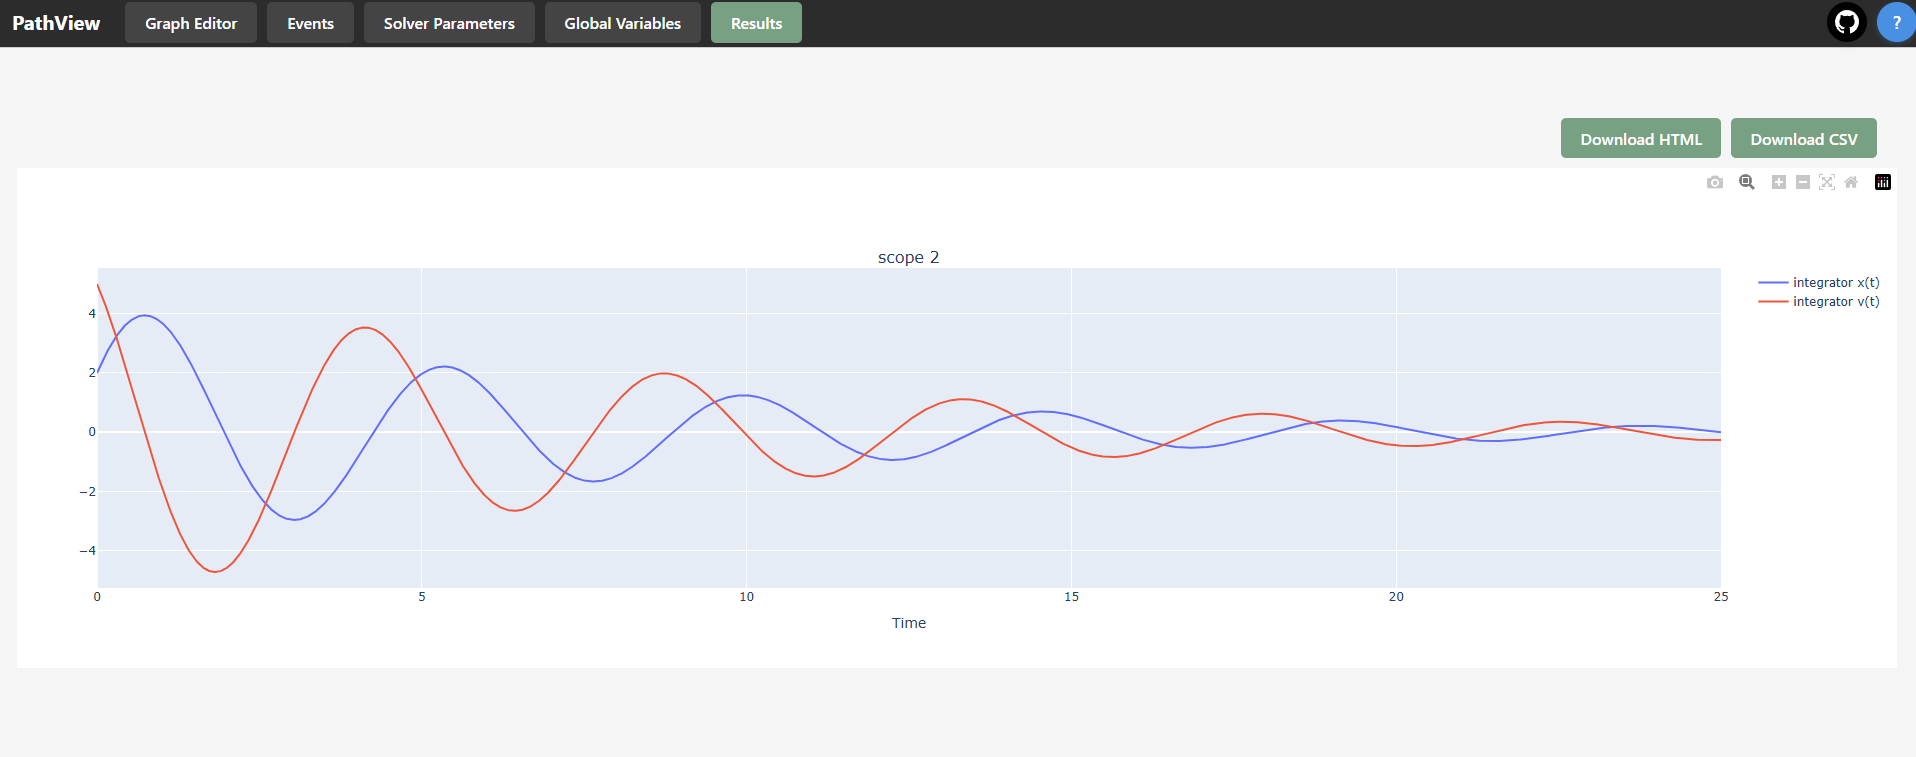 PathView Graph Editor Events Solver Parameters Global Variables Results ?
Download HTML Download CSV
scope 2
integrator x(t)
integrator v(t)
4
2
0
−2
−4
0 5 10 15 20 25
Time